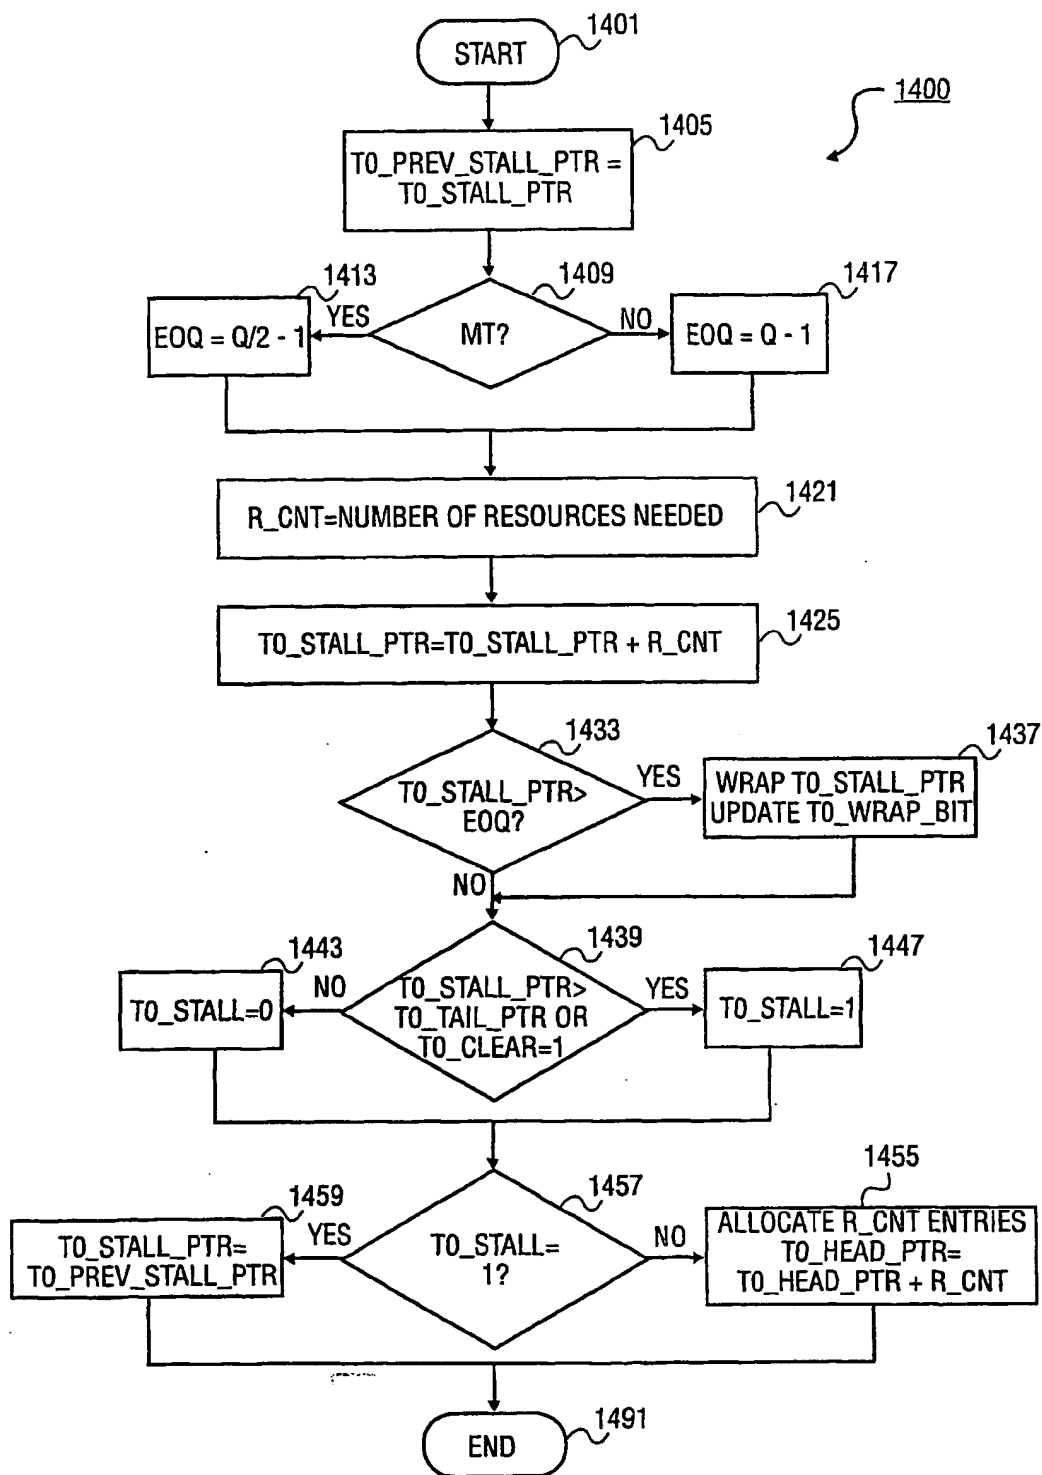 START
1401
1400
1405
T0_PREV_STALL_PTR =
T0_STALL_PTR
1413
1409
1417
EOQ = Q/2 - 1
YES
MT?
NO
EOQ = Q - 1
1421
R_CNT=NUMBER OF RESOURCES NEEDED
1425
T0_STALL_PTR=T0_STALL_PTR + R_CNT
1433
1437
T0_STALL_PTR>
EOQ?
YES
WRAP T0_STALL_PTR
UPDATE T0_WRAP_BIT
NO
1443
1439
1447
T0_STALL=0
NO
T0_STALL_PTR>
T0_TAIL_PTR OR
T0_CLEAR=1
YES
T0_STALL=1
1459
1457
1455
T0_STALL_PTR=
T0_PREV_STALL_PTR
YES
T0_STALL=
1?
NO
ALLOCATE R_CNT ENTRIES
T0_HEAD_PTR=
T0_HEAD_PTR + R_CNT
END
1491